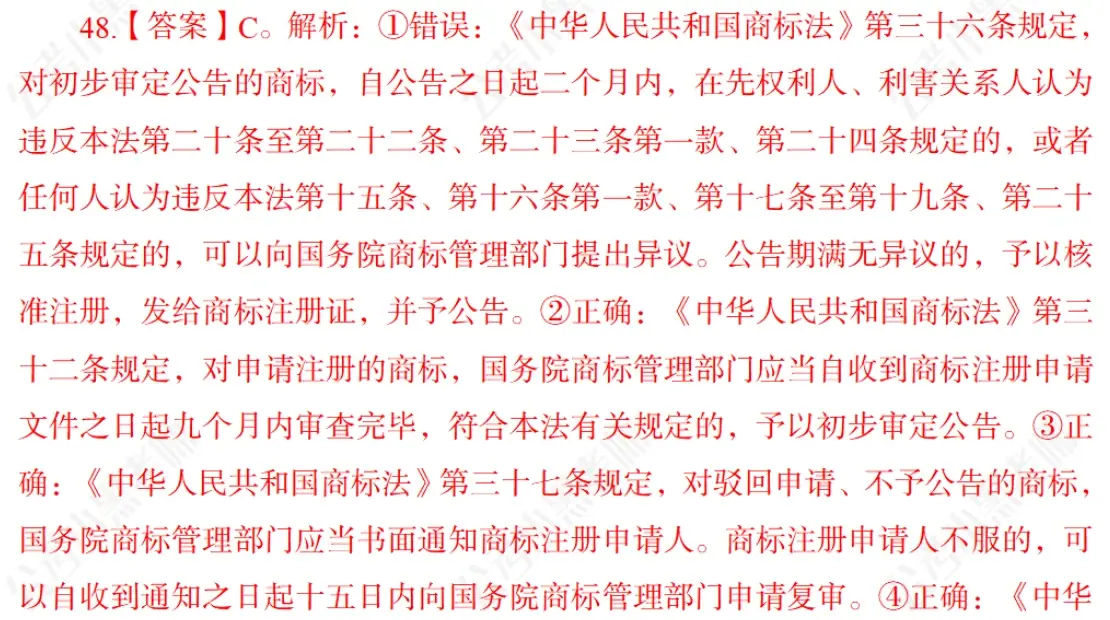 48.【答案】C。解析：①错误：《中华人民共和国商标法》第三十六条规定，
对初步审定公告的商标，自公告之日起二个月内，在先权利人、利害关系人认为
违反本法第二十条至第二十二条、第二十三条第一款、第二十四条规定的，或者
任何人认为违反本法第十五条、第十六条第一款、第十七条至第十九条、第二十
五条规定的，可以向国务院商标管理部门提出异议。公告期满无异议的，予以核
准注册，发给商标注册证，并予公告。②正确：《中华人民共和国商标法》第三
十二条规定，对申请注册的商标，国务院商标管理部门应当自收到商标注册申请
文件之日起九个月内审查完毕，符合本法有关规定的，予以初步审定公告。③正
确：《中华人民共和国商标法》第三十七条规定，对驳回申请、不予公告的商标，
国务院商标管理部门应当书面通知商标注册申请人。商标注册申请人不服的，可
以自收到通知之日起十五日内向国务院商标管理部门申请复审。④正确：《中华